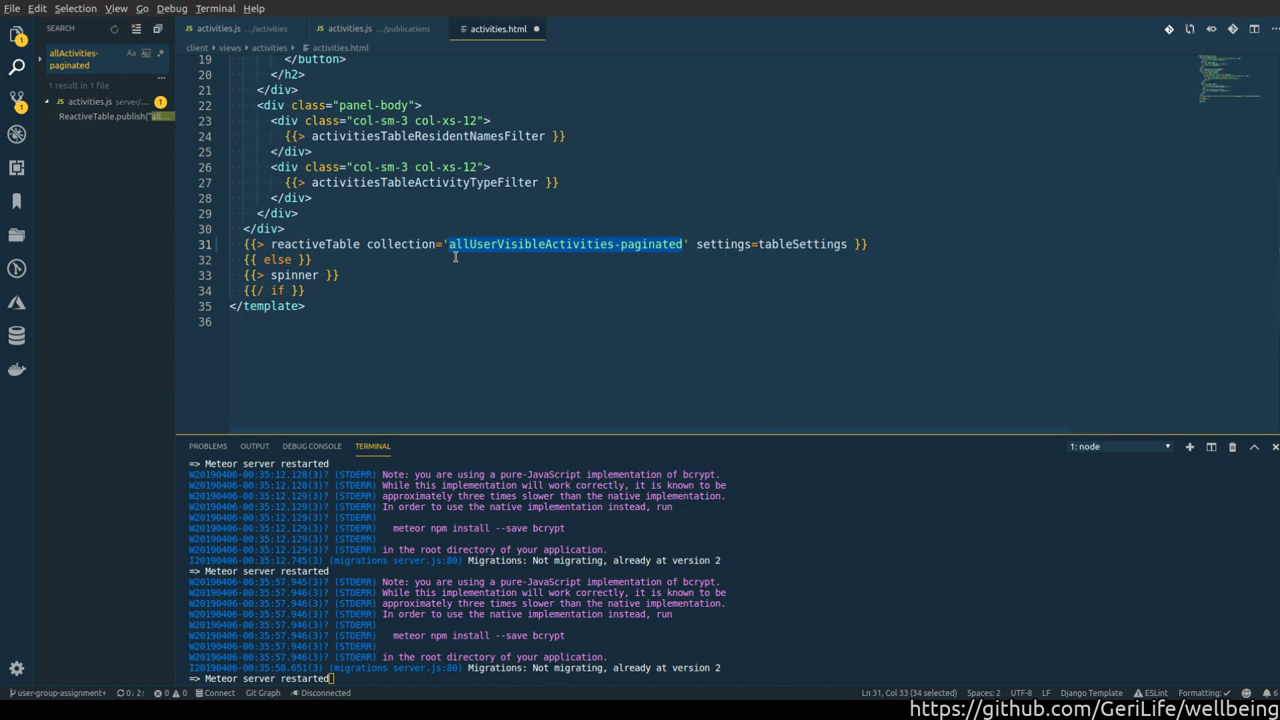 File Edit Selection View Go Debug Terminal Help
SEARCH
allActivities-
paginated
Aa
1 result in 1 file
activities.js server/... 1
ReactiveTable.publish("all...
activities.js .../activities
activities.js .../publications
activities.html
client › views › activities › activities.html
19 </button>
20 </h2>
21 </div>
22 <div class="panel-body">
23 <div class="col-sm-3 col-xs-12">
24 {{> activitiesTableResidentNamesFilter }}
25 </div>
26 <div class="col-sm-3 col-xs-12">
27 {{> activitiesTableActivityTypeFilter }}
28 </div>
29 </div>
30 </div>
31 {{> reactiveTable collection='allUserVisibleActivities-paginated' settings=tableSettings }}
32 {{ else }}
33 {{> spinner }}
34 {{/ if }}
35 </template>
36
PROBLEMS OUTPUT DEBUG CONSOLE TERMINAL
1: node
=> Meteor server restarted
W20190406-00:35:12.128(3)? (STDERR) Note: you are using a pure-JavaScript implementation of bcrypt.
W20190406-00:35:12.128(3)? (STDERR) While this implementation will work correctly, it is known to be
W20190406-00:35:12.129(3)? (STDERR) approximately three times slower than the native implementation.
W20190406-00:35:12.129(3)? (STDERR) In order to use the native implementation instead, run
W20190406-00:35:12.129(3)? (STDERR)
W20190406-00:35:12.129(3)? (STDERR) meteor npm install --save bcrypt
W20190406-00:35:12.129(3)? (STDERR)
W20190406-00:35:12.129(3)? (STDERR) in the root directory of your application.
I20190406-00:35:12.745(3) (migrations server.js:80) Migrations: Not migrating, already at version 2
=> Meteor server restarted
W20190406-00:35:57.945(3)? (STDERR) Note: you are using a pure-JavaScript implementation of bcrypt.
W20190406-00:35:57.946(3)? (STDERR) While this implementation will work correctly, it is known to be
W20190406-00:35:57.946(3)? (STDERR) approximately three times slower than the native implementation.
W20190406-00:35:57.946(3)? (STDERR) In order to use the native implementation instead, run
W20190406-00:35:57.946(3)? (STDERR)
W20190406-00:35:57.946(3)? (STDERR) meteor npm install --save bcrypt
W20190406-00:35:57.946(3)? (STDERR)
W20190406-00:35:57.946(3)? (STDERR) in the root directory of your application.
I20190406-00:35:58.651(3) (migrations server.js:80) Migrations: Not migrating, already at version 2
=> Meteor server restarted
user-group-assignment+ 0↓ 2↑ 0 0 Connect Git Graph Disconnected
Ln 31, Col 33 (34 selected) Spaces: 2 UTF-8 LF Django Template ESLint Formatting: ✓ 6
https://github.com/GeriLife/wellbeing